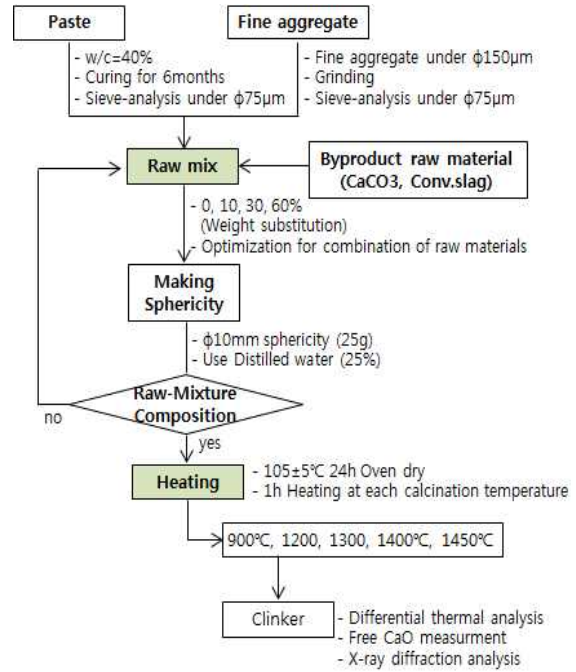 Paste
- w/c=40%
- Curing for 6months
- Sieve-analysis under ϕ75μm
Fine aggregate
- Fine aggregate under ϕ150μm
- Grinding
- Sieve-analysis under ϕ75μm
Raw mix
Byproduct raw material
(CaCO3, Conv.slag)
- 0, 10, 30, 60%
(Weight substitution)
- Optimization for combination of raw materials
Making
Sphericity
- ϕ10mm sphericity (25g)
- Use Distilled water (25%)
Raw-Mixture
Composition
no
yes
Heating
- 105±5℃ 24h Oven dry
- 1h Heating at each calcination temperature
900℃, 1200, 1300, 1400℃, 1450℃
Clinker
- Differential thermal analysis
- Free CaO measurment
- X-ray diffraction analysis